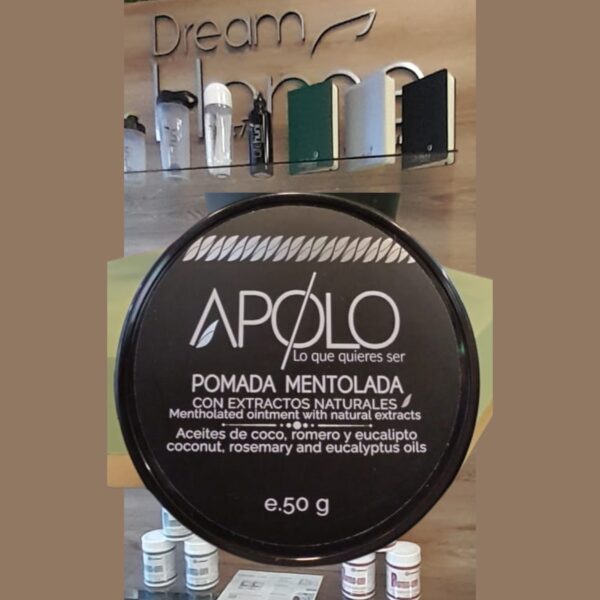 Dream
APOLO
Lo que quieres ser
POMADA MENTOLADA
CON EXTRACTOS NATURALES
Mentholated ointment with natural extracts
Aceites de coco, romero y eucalipto
coconut, rosemary and eucalyptus oils
e.50 g